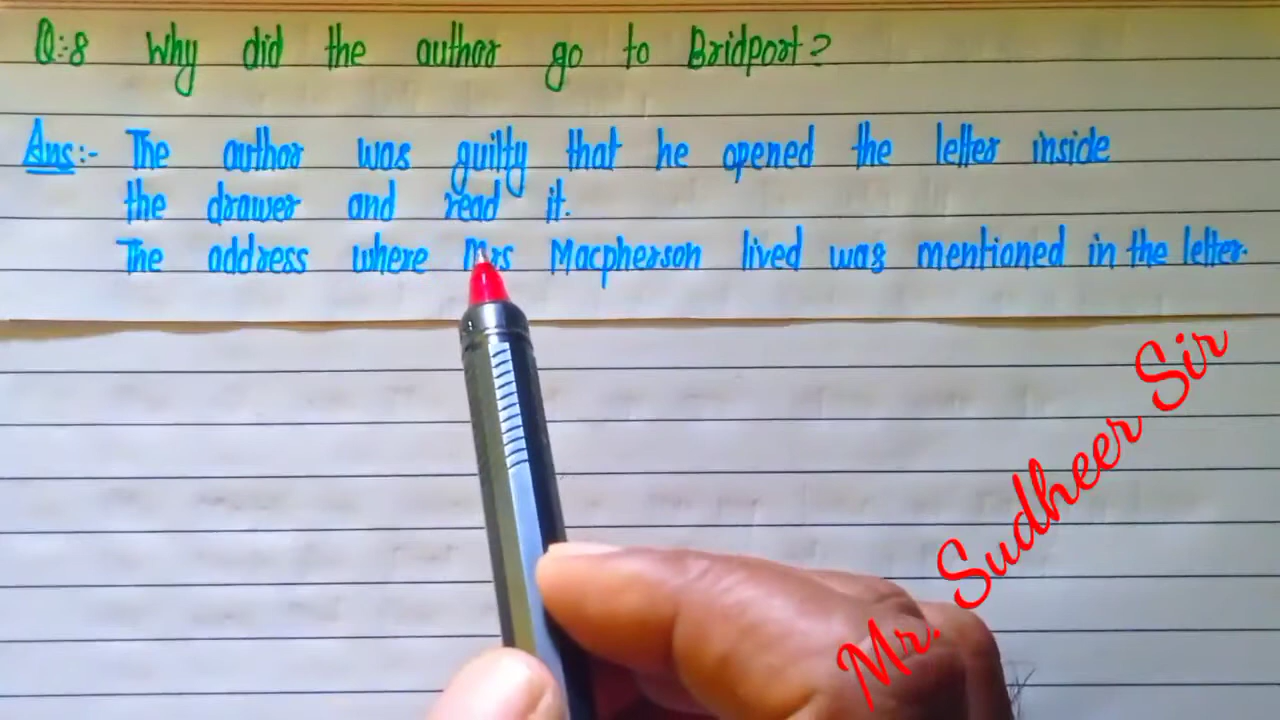 Q:-8 Why did the author go to Bridport?
Ans:- The author was guilty that he opened the letter inside
the drawer and read it.
The address where Mrs Macpherson lived was mentioned in the letter.
Mr. Sudheer Sir